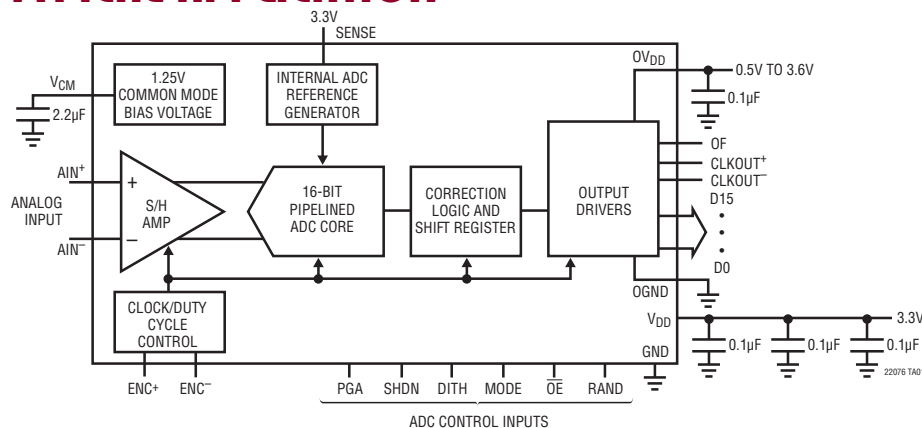 3.3V
SENSE
OVDD
0.5V TO 3.6V
0.1µF
VCM
2.2µF
1.25V
COMMON MODE
BIAS VOLTAGE
INTERNAL ADC
REFERENCE
GENERATOR
OF
CLKOUT+
CLKOUT–
D15
D0
AIN+
ANALOG
INPUT
AIN–
+
–
S/H
AMP
16-BIT
PIPELINED
ADC CORE
CORRECTION
LOGIC AND
SHIFT REGISTER
OUTPUT
DRIVERS
OGND
CLOCK/DUTY
CYCLE
CONTROL
VDD
3.3V
0.1µF
0.1µF
0.1µF
GND
22076 TA01
ENC+
ENC–
PGA
SHDN
DITH
MODE
OE
RAND
ADC CONTROL INPUTS